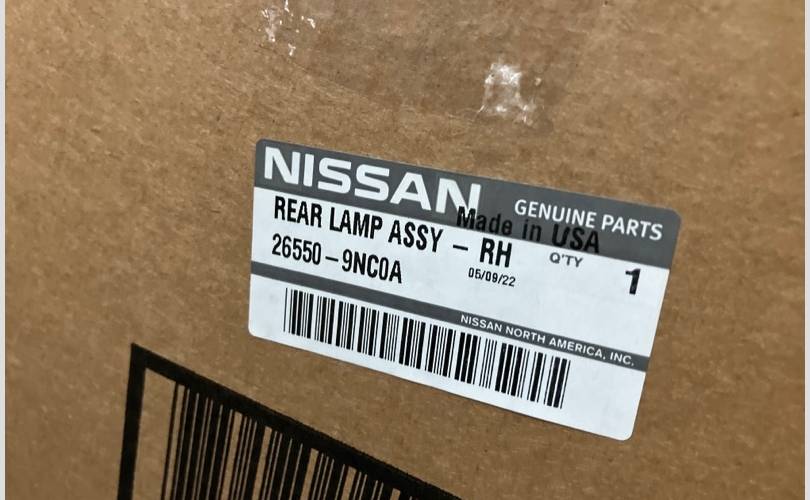 NISSAN GENUINE PARTS
Made in USA
REAR LAMP ASSY – RH Q'TY 1
26550–9NC0A 05/09/22
NISSAN NORTH AMERICA, INC.